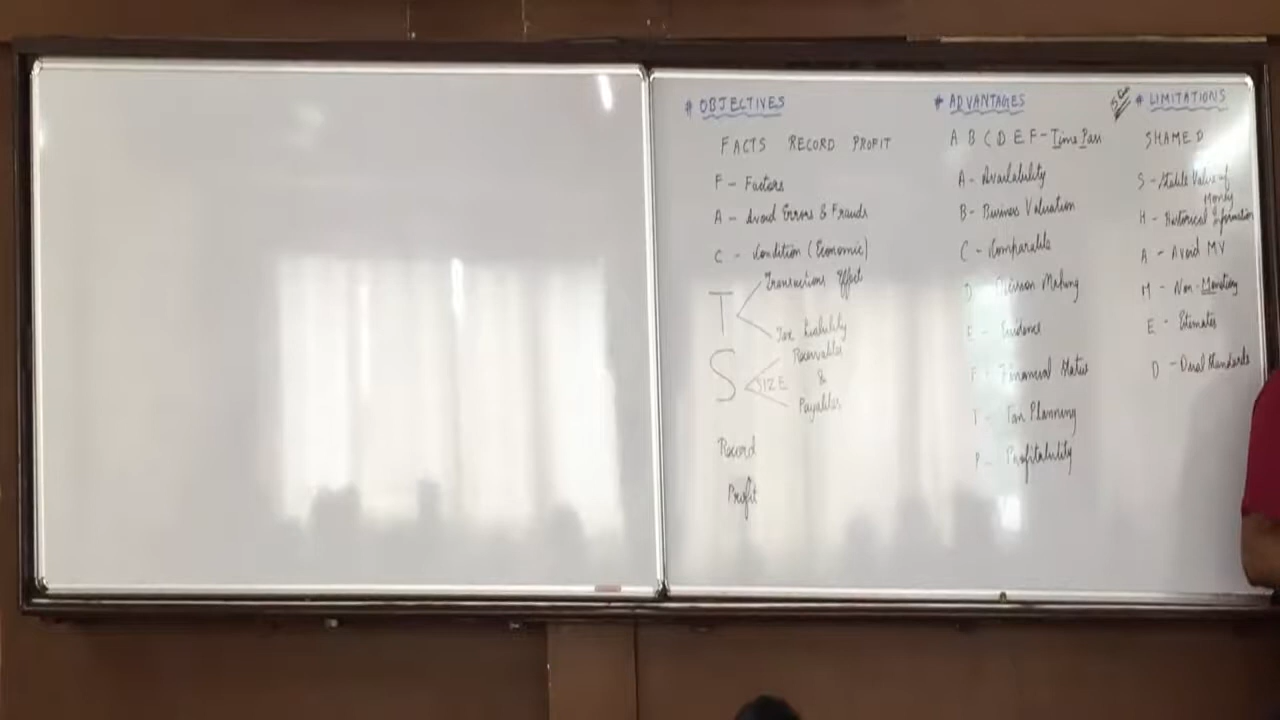 # OBJECTIVES
FACTS RECORD PROFIT
F - Factors
A - Avoid Errors & Frauds
C - Condition (Economic)
T
Transactions Effect
Tax Liability
S
SIZE
Receivables
&
Payables
Record
Profit
# ADVANTAGES
A B C D E F - Time Pass
A - Availability
B - Business Valuation
C - Comparable
D - Decision Making
E - Evidence
F - Financial Status
T - Tax Planning
P - Profitability
# LIMITATIONS
SHAMED
S - Stable Value of
Money
H - Historical Information
A - Avoid MV
M - Non-Monetary
E - Estimates
D - Dual Standards